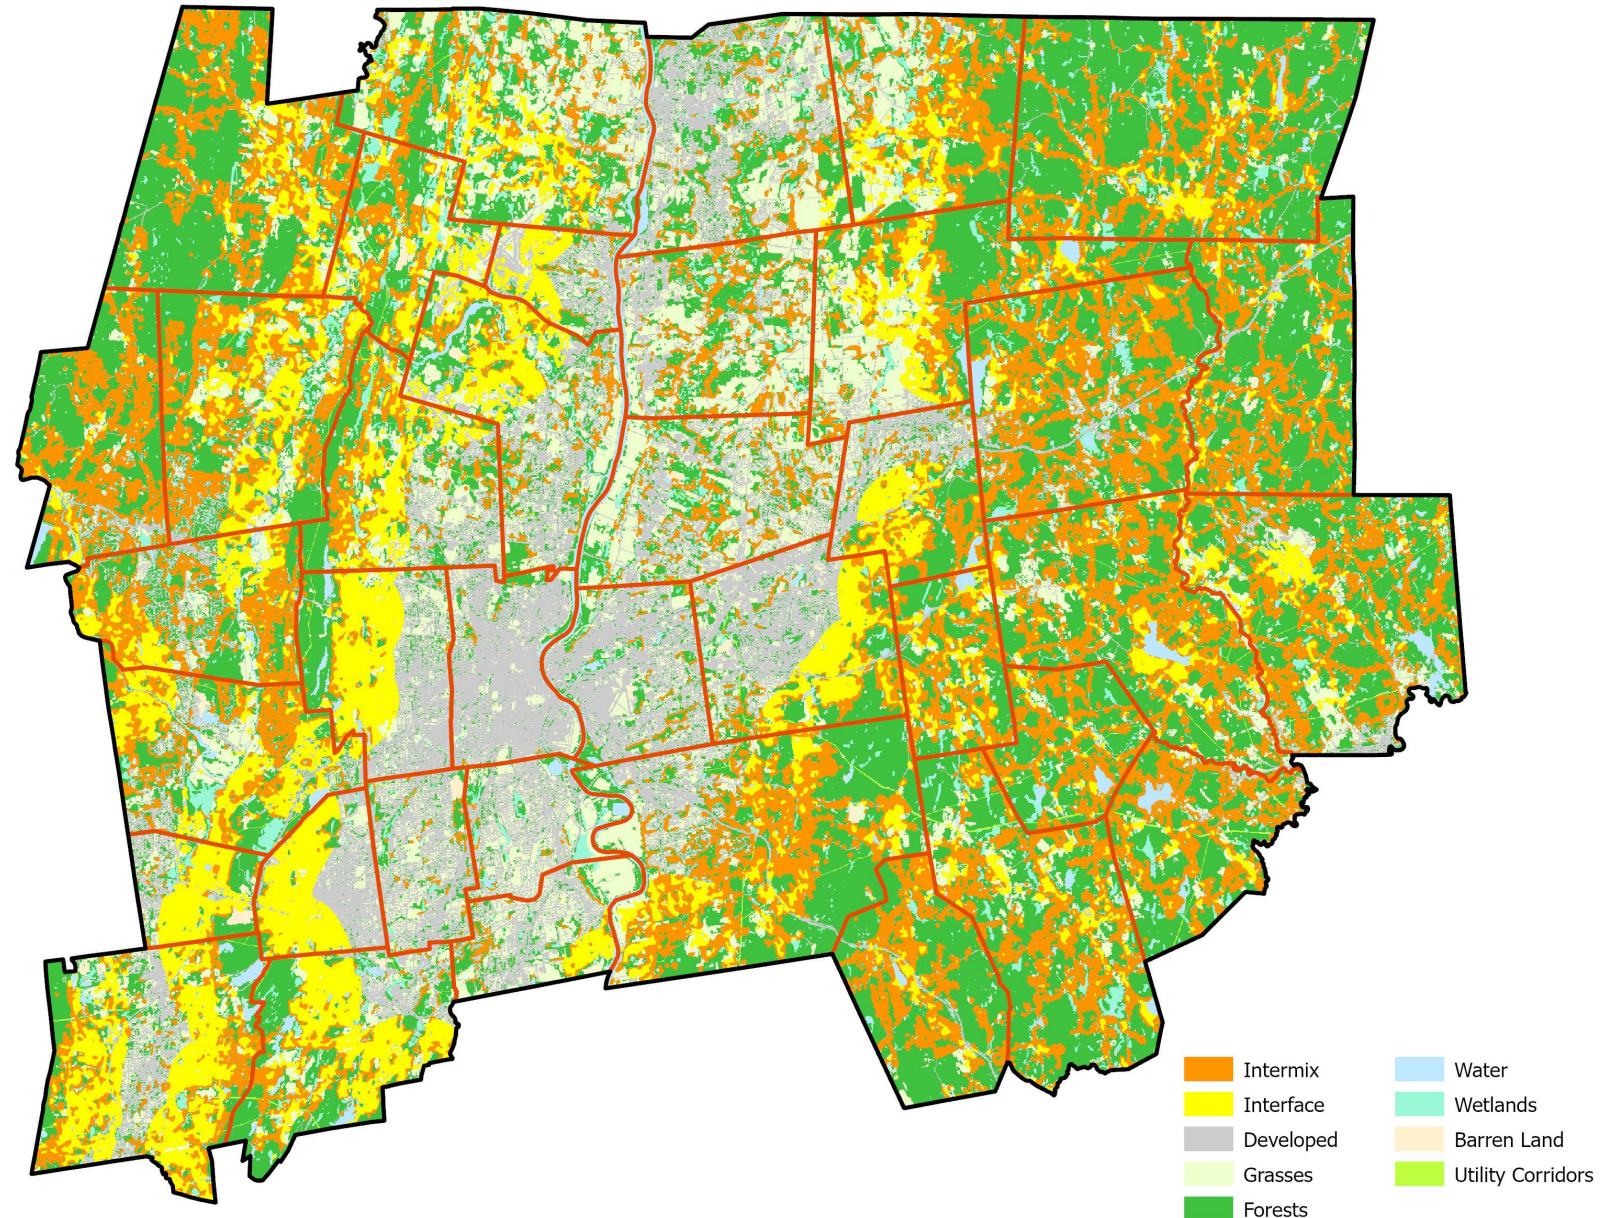 Intermix
Interface
Developed
Grasses
Forests
Water
Wetlands
Barren Land
Utility Corridors